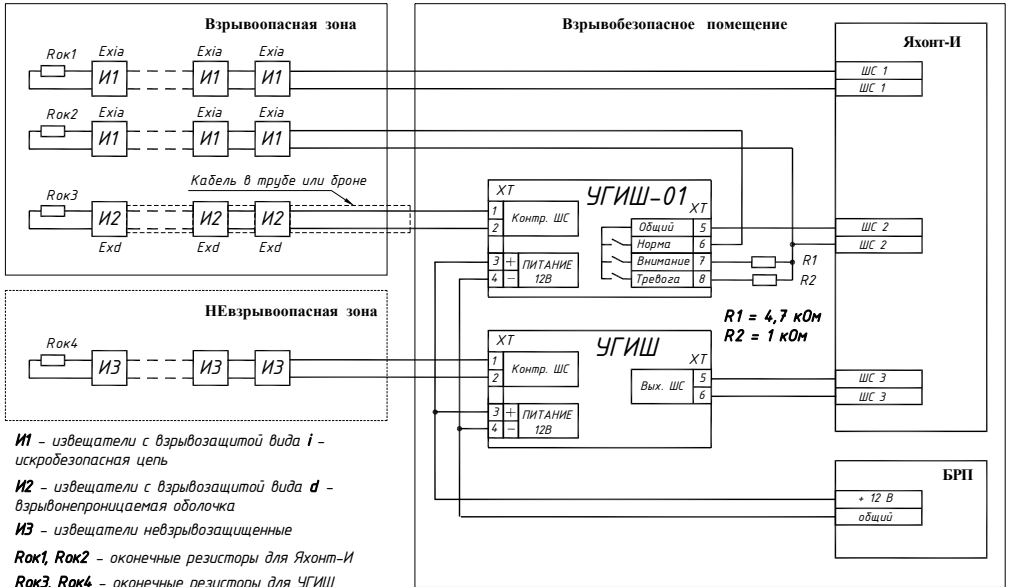 Взрывоопасная зона
Rок1
Exia
Exia
Exia
И1
И1
И1
Rок2
Exia
Exia
Exia
И1
И1
И1
Кабель в трубе или броне
Rок3
И2
И2
И2
Exd
Exd
Exd
НЕвзрывоопасная зона
Rок4
И3
И3
И3
И1 – извещатели с взрывозащитой вида i –
искробезопасная цепь
И2 – извещатели с взрывозащитой вида d –
взрывонепроницаемая оболочка
И3 – извещатели невзрывозащищенные
Rок1, Rок2 – оконечные резисторы для Яхонт-И
Rок3, Rок4 – оконечные резисторы для УГИШ
Взрывобезопасное помещение
Яхонт-И
ШС 1
ШС 1
ШС 2
ШС 2
ШС 3
ШС 3
XT
УГИШ-01
XT
1
2
Контр. ШС
3 +
4 –
ПИТАНИЕ
12В
Общий 5
Норма 6
Внимание 7
Тревога 8
R1
R2
R1 = 4,7 кОм
R2 = 1 кОм
XT
УГИШ
XT
1
2
Контр. ШС
3 +
4 –
ПИТАНИЕ
12В
Вых. ШС
5
6
БРП
+ 12 В
общий